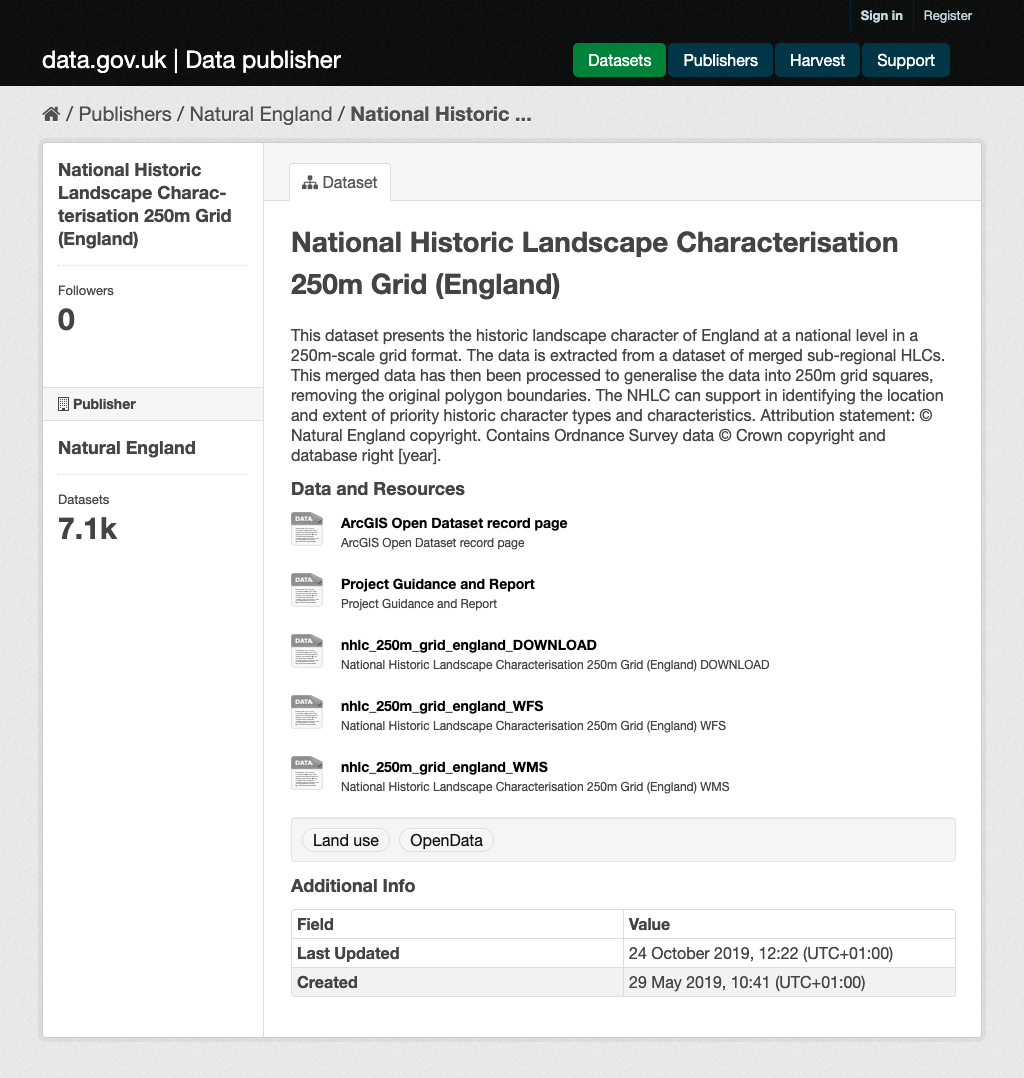 Sign in
Register
data.gov.uk | Data publisher
Datasets
Publishers
Harvest
Support
/ Publishers / Natural England / National Historic ...
National Historic
Landscape Charac-
terisation 250m Grid
(England)
Followers
0
Publisher
Natural England
Datasets
7.1k
Dataset
National Historic Landscape Characterisation
250m Grid (England)
This dataset presents the historic landscape character of England at a national level in a
250m-scale grid format. The data is extracted from a dataset of merged sub-regional HLCs.
This merged data has then been processed to generalise the data into 250m grid squares,
removing the original polygon boundaries. The NHLC can support in identifying the location
and extent of priority historic character types and characteristics. Attribution statement: ©
Natural England copyright. Contains Ordnance Survey data © Crown copyright and
database right [year].
Data and Resources
DATA
ArcGIS Open Dataset record page
ArcGIS Open Dataset record page
DATA
Project Guidance and Report
Project Guidance and Report
DATA
nhlc_250m_grid_england_DOWNLOAD
National Historic Landscape Characterisation 250m Grid (England) DOWNLOAD
DATA
nhlc_250m_grid_england_WFS
National Historic Landscape Characterisation 250m Grid (England) WFS
DATA
nhlc_250m_grid_england_WMS
National Historic Landscape Characterisation 250m Grid (England) WMS
Land use
OpenData
Additional Info
Field Value
Last Updated 24 October 2019, 12:22 (UTC+01:00)
Created 29 May 2019, 10:41 (UTC+01:00)